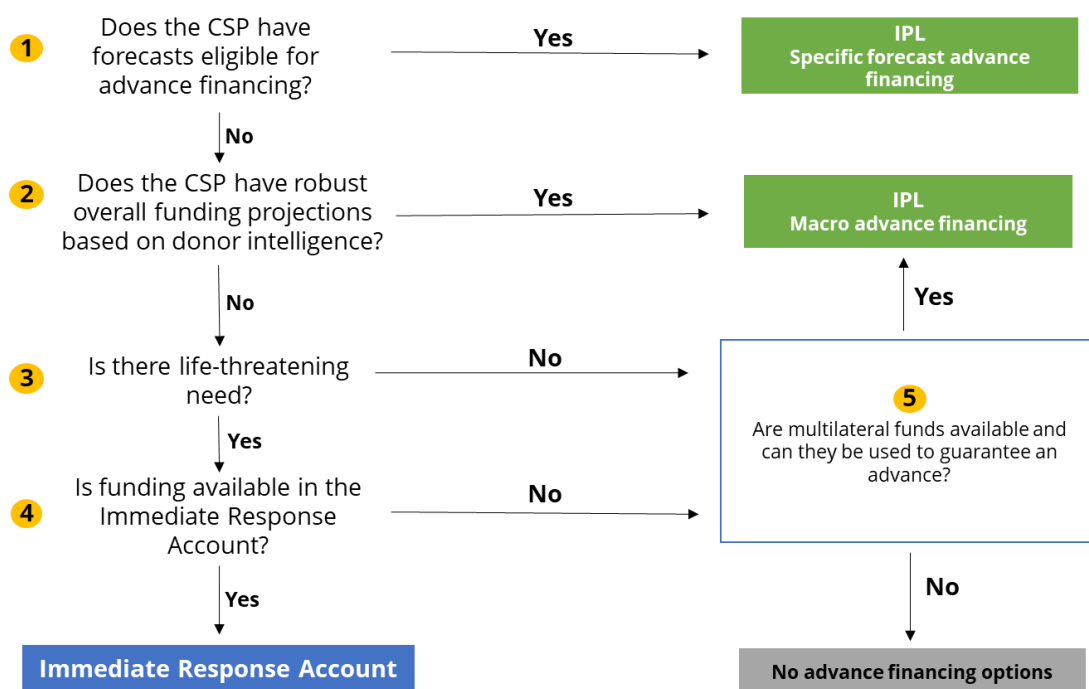 1
Does the CSP have
forecasts eligible for
advance financing?
Yes
IPL
Specific forecast advance
financing
No
2
Does the CSP have robust
overall funding projections
based on donor intelligence?
Yes
IPL
Macro advance financing
No
Yes
3
Is there life-threatening
need?
No
5
Are multilateral funds available and
can they be used to guarantee an
advance?
Yes
4
Is funding available in the
Immediate Response
Account?
No
Yes
No
Immediate Response Account
No advance financing options